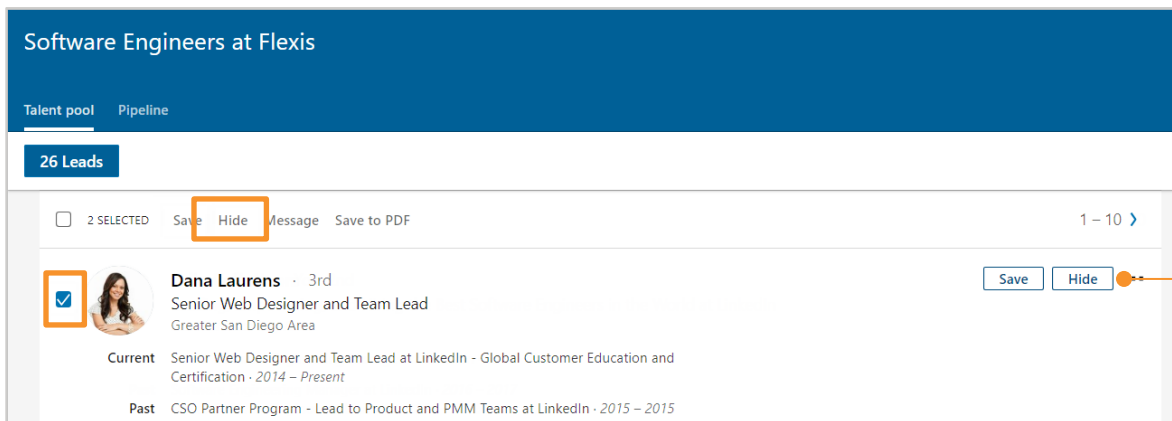 Software Engineers at Flexis
Talent pool Pipeline
26 Leads
2 SELECTED Save Hide Message Save to PDF 1 – 10
Dana Laurens · 3rd Save Hide
Senior Web Designer and Team Lead
Greater San Diego Area
Current Senior Web Designer and Team Lead at LinkedIn - Global Customer Education and
Certification · 2014 – Present
Past CSO Partner Program - Lead to Product and PMM Teams at LinkedIn · 2015 – 2015